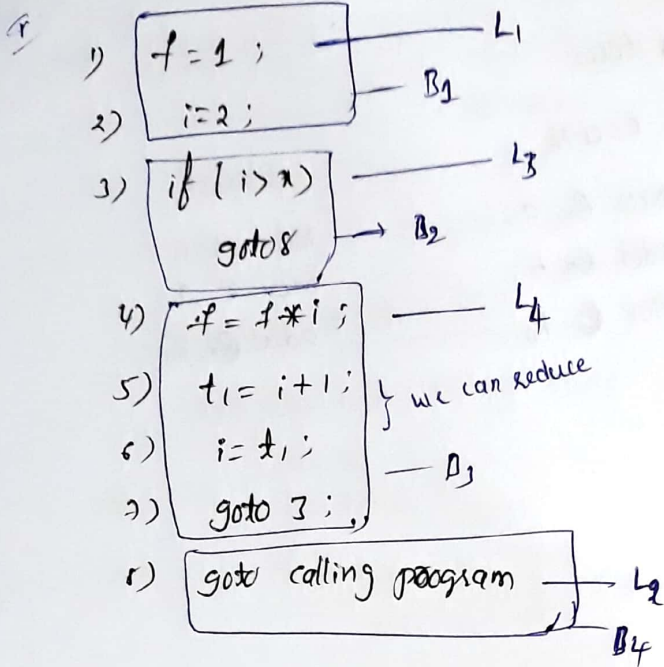 1) f = 1 ; L1
B1
2) i = 2 ;
3) if ( i > x ) L3
goto 8 B2
4) f = f * i ; L4
5) t1 = i + 1 ; } we can reduce
6) i = t1 ;
B3
7) goto 3 ;
8) goto calling program L2
B4